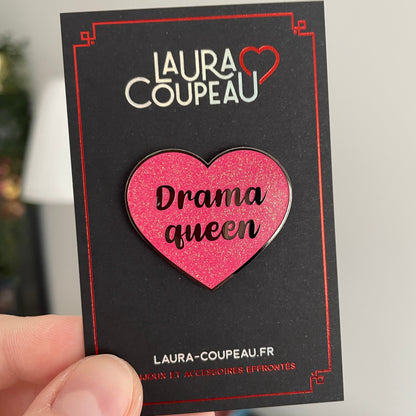 LAURA
COUPEAU
Drama
queen
LAURA-COUPEAU.FR
BIJOUX ET ACCESSOIRES EFFRONTÉS